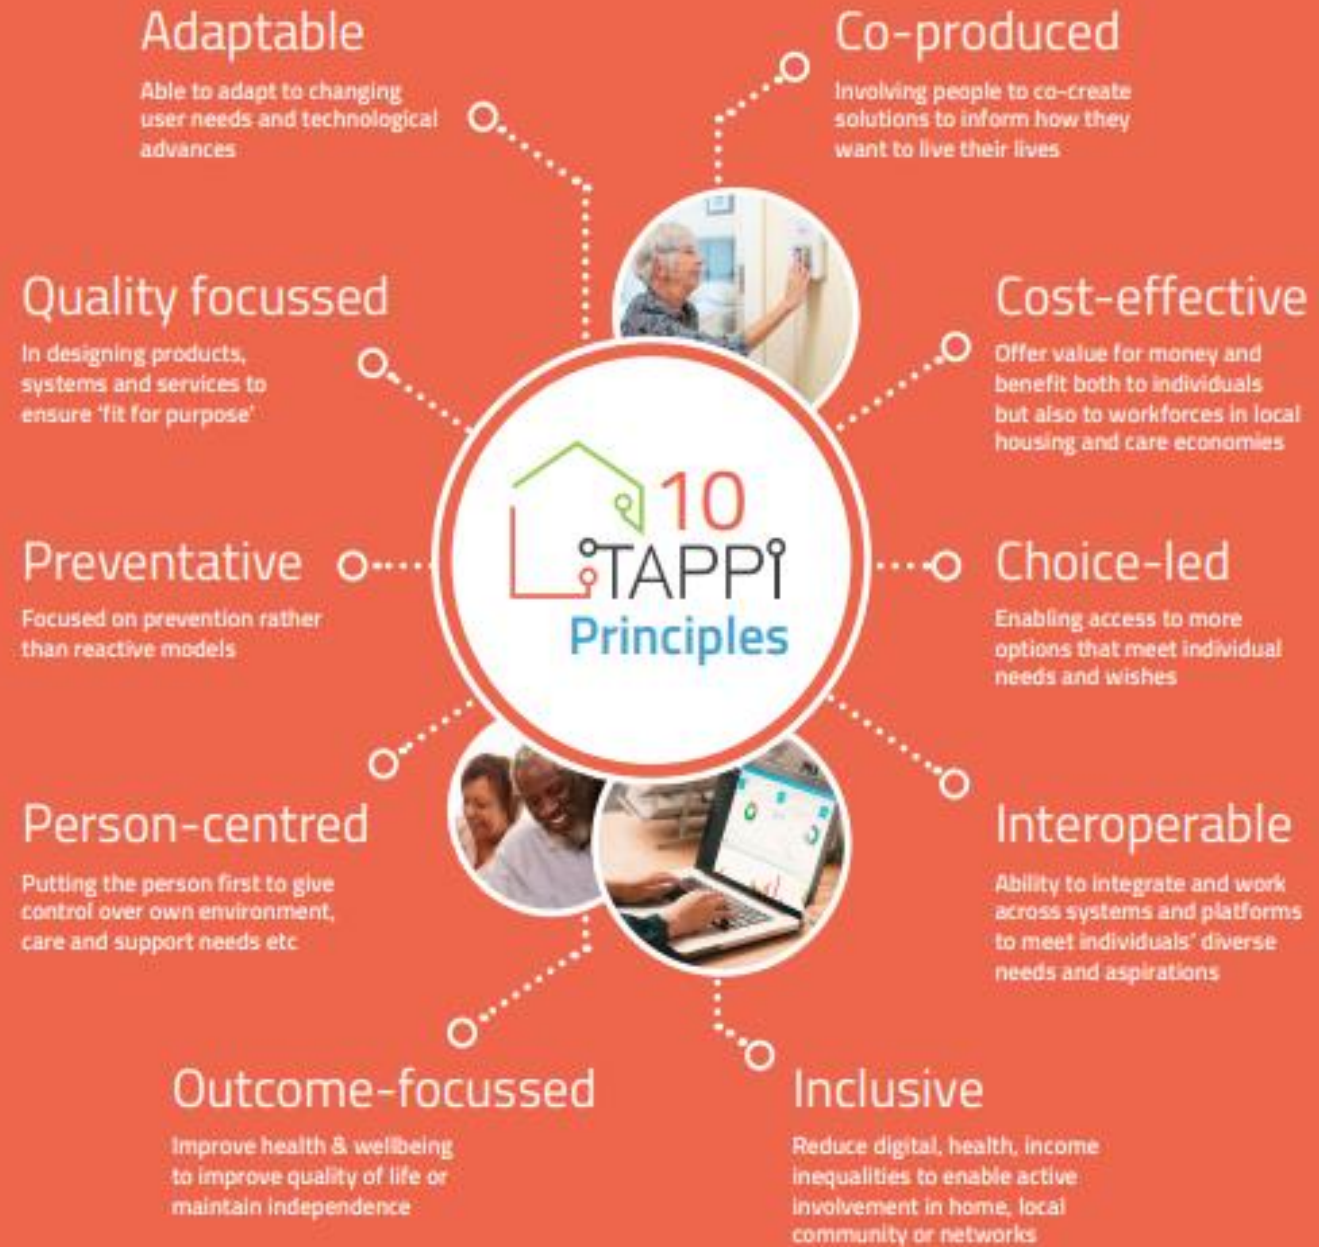 Adaptable
Able to adapt to changing
user needs and technological
advances
Co-produced
Involving people to co-create
solutions to inform how they
want to live their lives
Quality focussed
In designing products,
systems and services to
ensure 'fit for purpose'
Cost-effective
Offer value for money and
benefit both to individuals
but also to workforces in local
housing and care economies
10
TAPPi
Principles
Preventative
Focused on prevention rather
than reactive models
Choice-led
Enabling access to more
options that meet individual
needs and wishes
Person-centred
Putting the person first to give
control over own environment,
care and support needs etc
Interoperable
Ability to integrate and work
across systems and platforms
to meet individuals' diverse
needs and aspirations
Outcome-focussed
Improve health & wellbeing
to improve quality of life or
maintain independence
Inclusive
Reduce digital, health, income
inequalities to enable active
involvement in home, local
community or networks